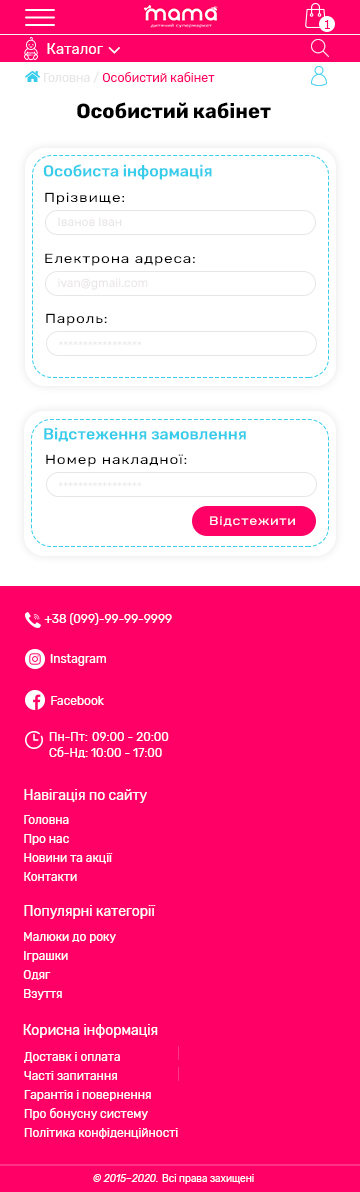 mama
дитячий супермаркет
1
Каталог
Головна / Особистий кабінет
Особистий кабінет
Особиста інформація
Прізвище:
Іванов Іван
Електрона адреса:
ivan@gmail.com
Пароль:
*****************
Відстеження замовлення
Номер накладної:
*****************
Відстежити
+38 (099)-99-99-9999
Instagram
Facebook
Пн-Пт: 09:00 - 20:00
Сб-Нд: 10:00 - 17:00
Навігація по сайту
Головна
Про нас
Новини та акції
Контакти
Популярні категорії
Малюки до року
Іграшки
Одяг
Взуття
Корисна інформація
Доставк і оплата
Часті запитання
Гарантія і повернення
Про бонусну систему
Політика конфіденційності
© 2015-2020. Всі права захищені